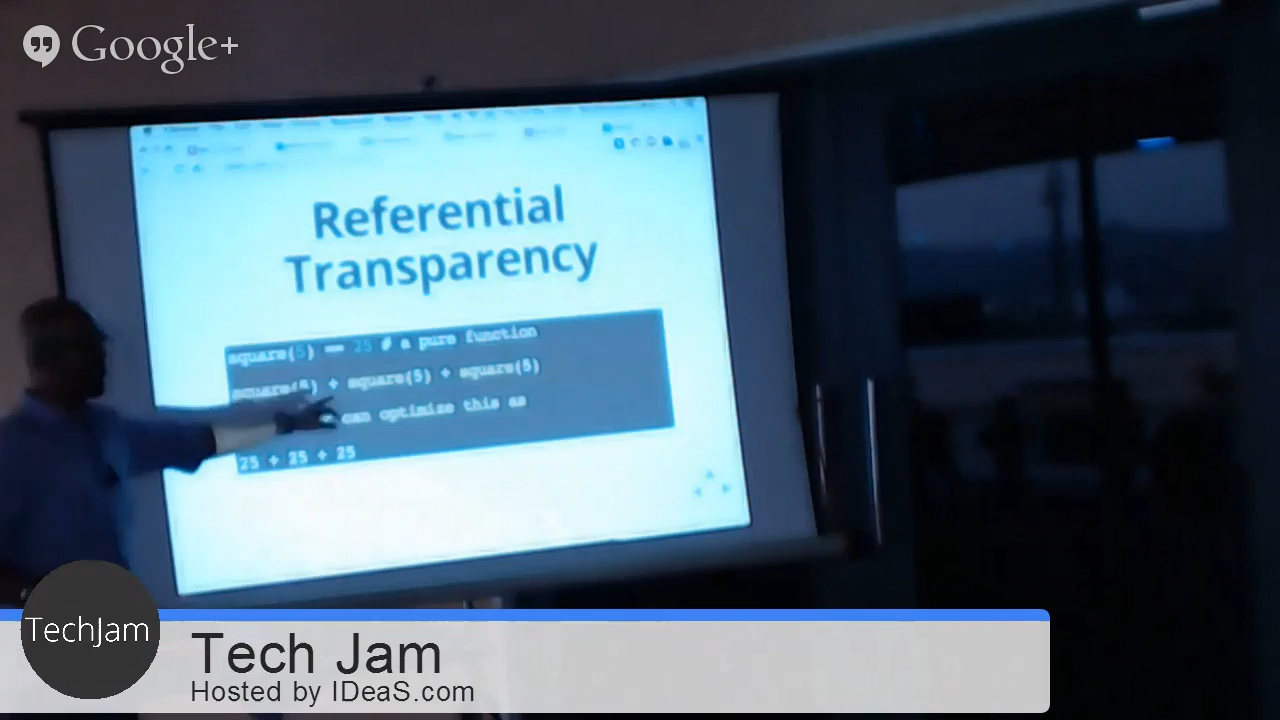 Google+
Referential
Transparency
square(5) == 25 # a pure function
square(5) + square(5) + square(5)
can optimize this as
25 + 25 + 25
TechJam
Tech Jam
Hosted by IDeaS.com